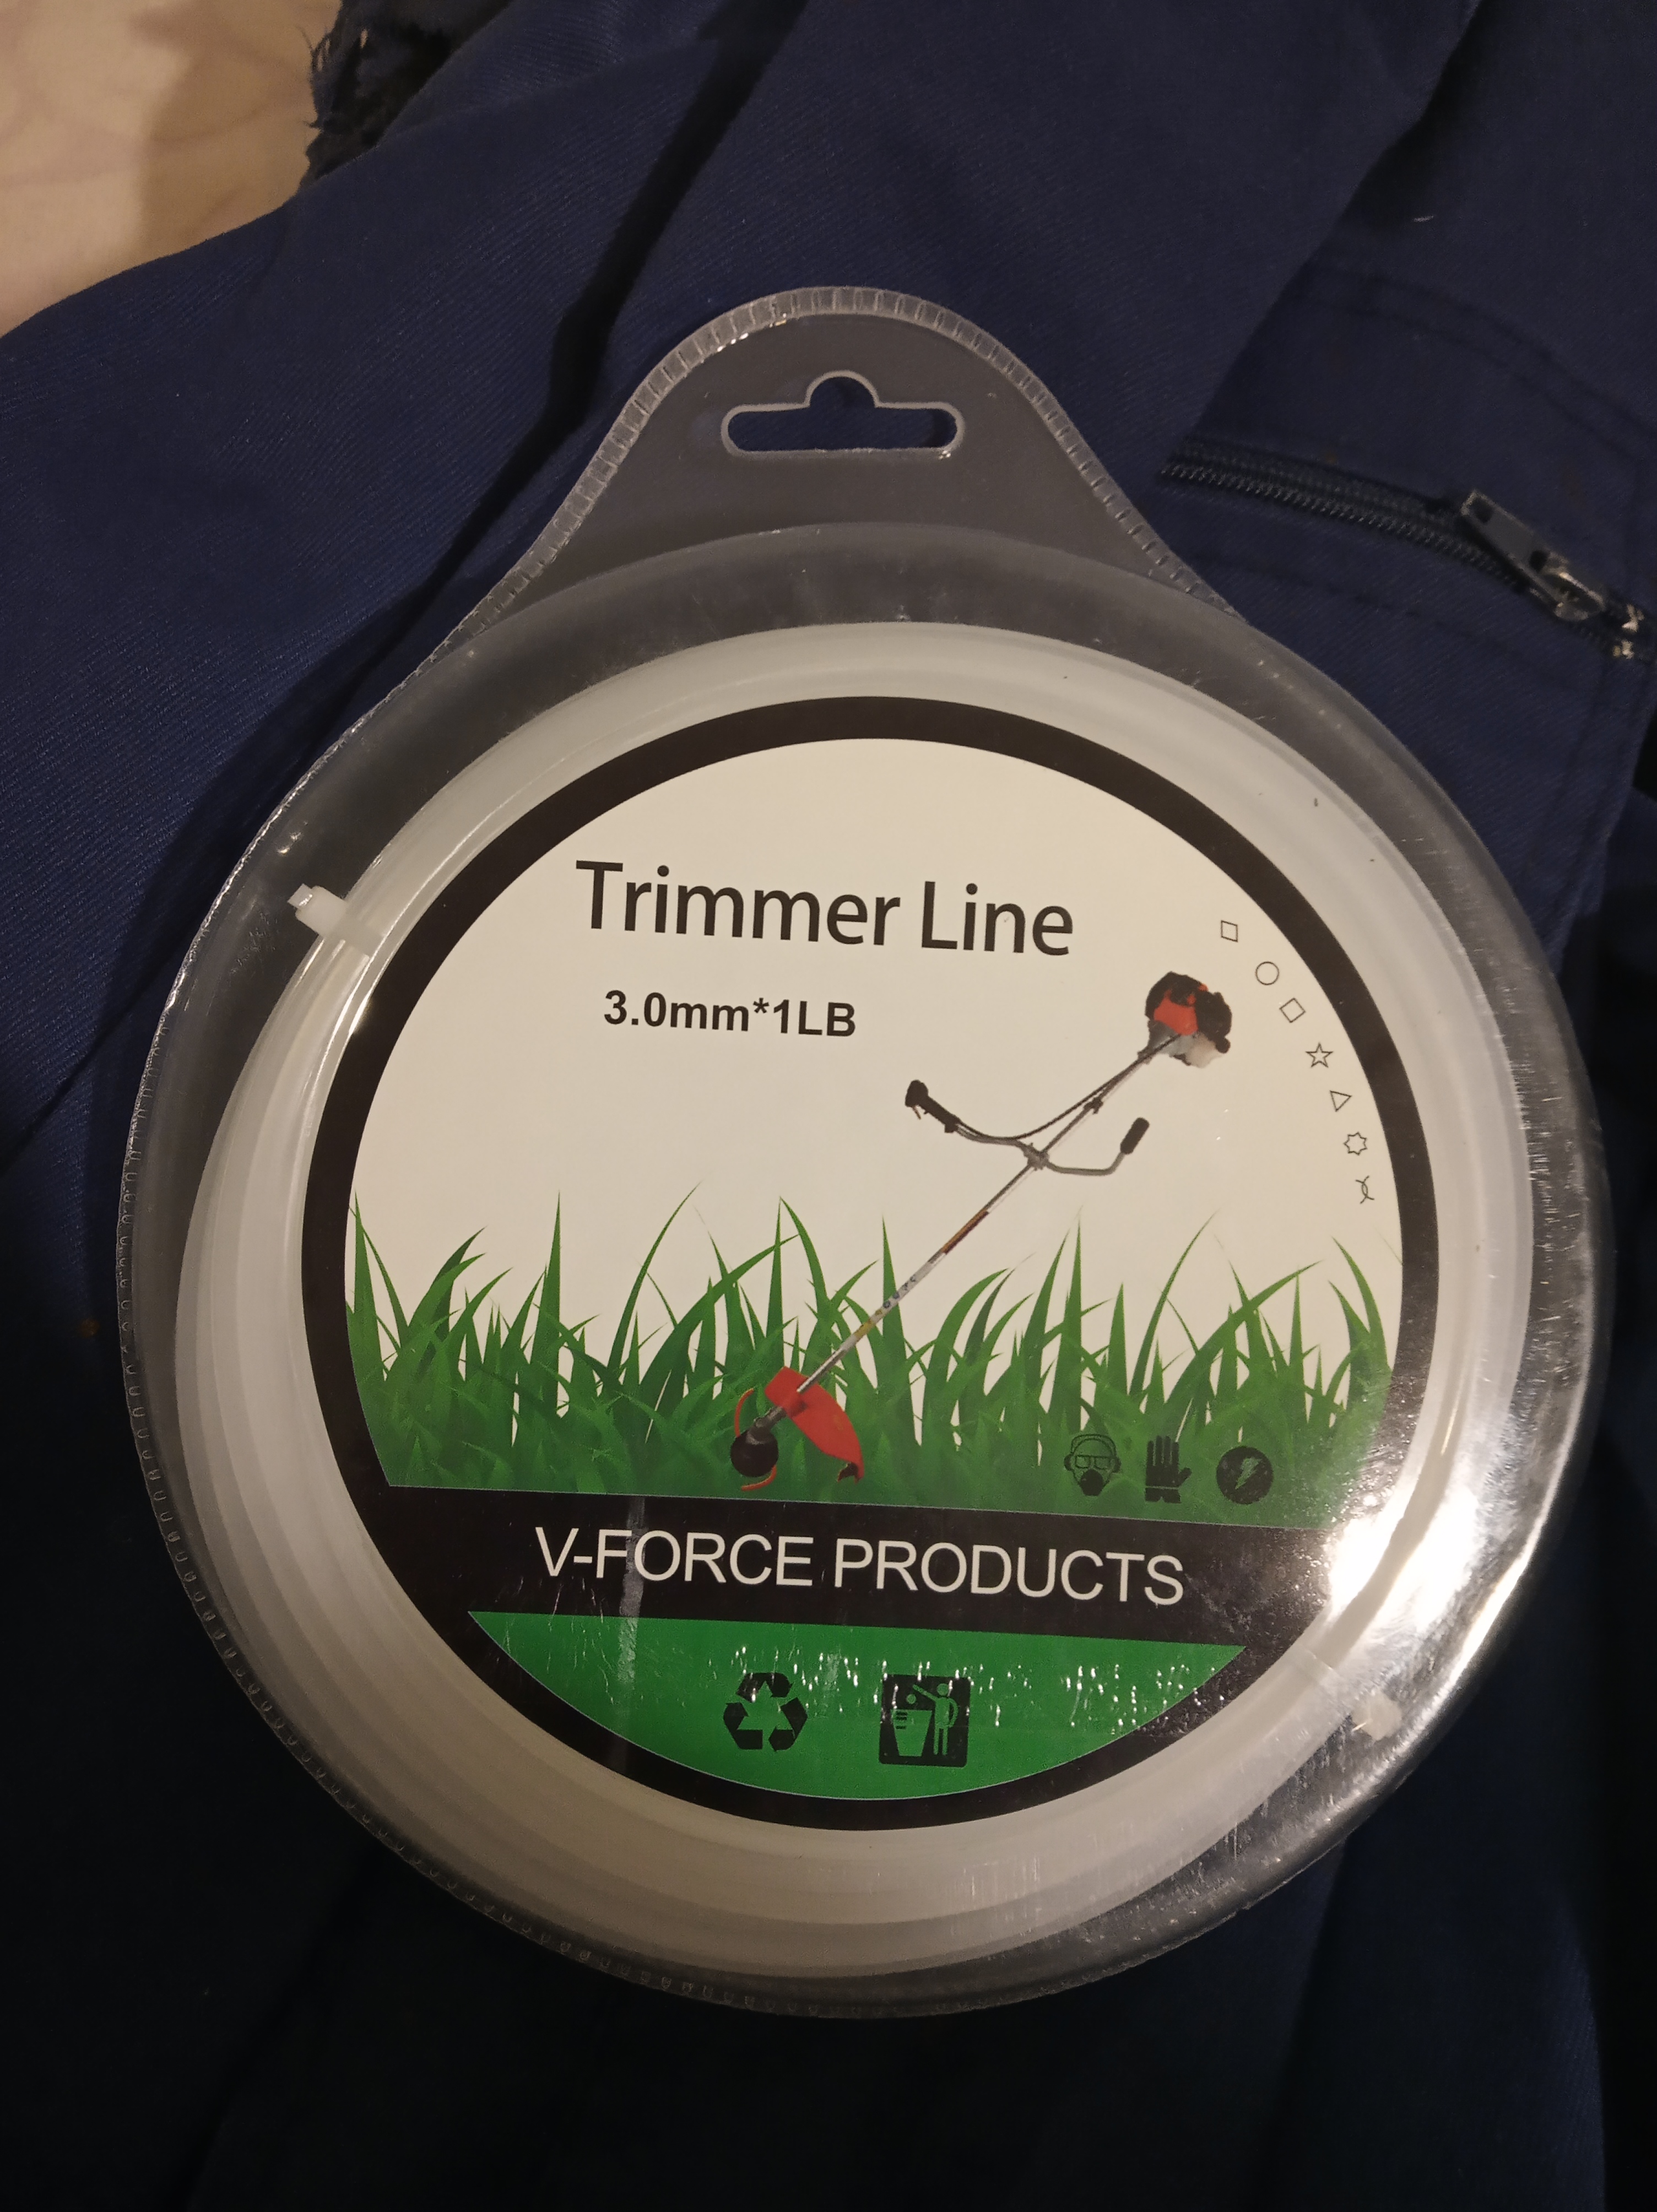 Trimmer Line
3.0mm*1LB
V-FORCE PRODUCTS